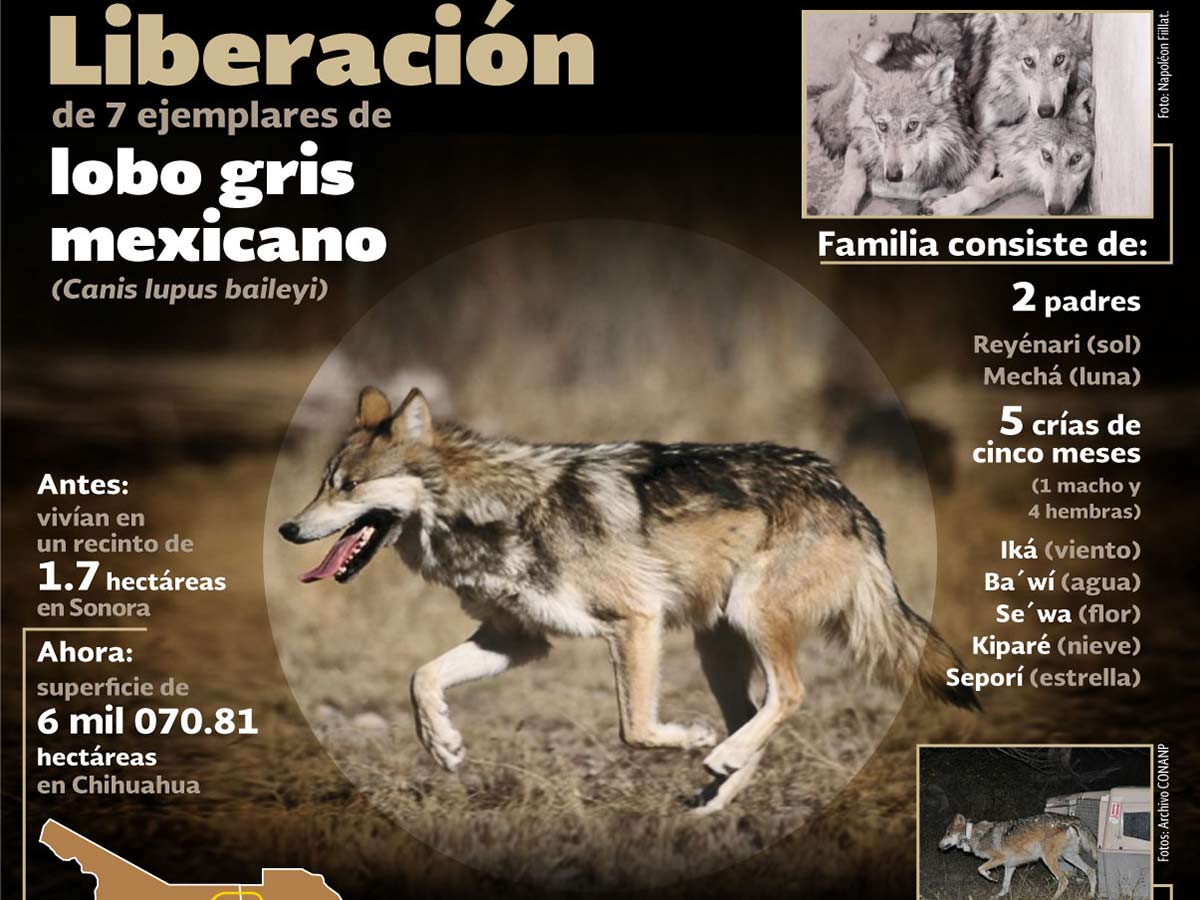 Liberación
de 7 ejemplares de
lobo gris
mexicano
(Canis lupus baileyi)
Foto: Napoléon Fiillat.
Familia consiste de:
2 padres
Reyénari (sol)
Mechá (luna)
5 crías de
cinco meses
(1 macho y
4 hembras)
Iká (viento)
Ba´wí (agua)
Se´wa (flor)
Kiparé (nieve)
Seporí (estrella)
Antes:
vivían en
un recinto de
1.7 hectáreas
en Sonora
Ahora:
superficie de
6 mil 070.81
hectáreas
en Chihuahua
Fotos: Archivo CONANP